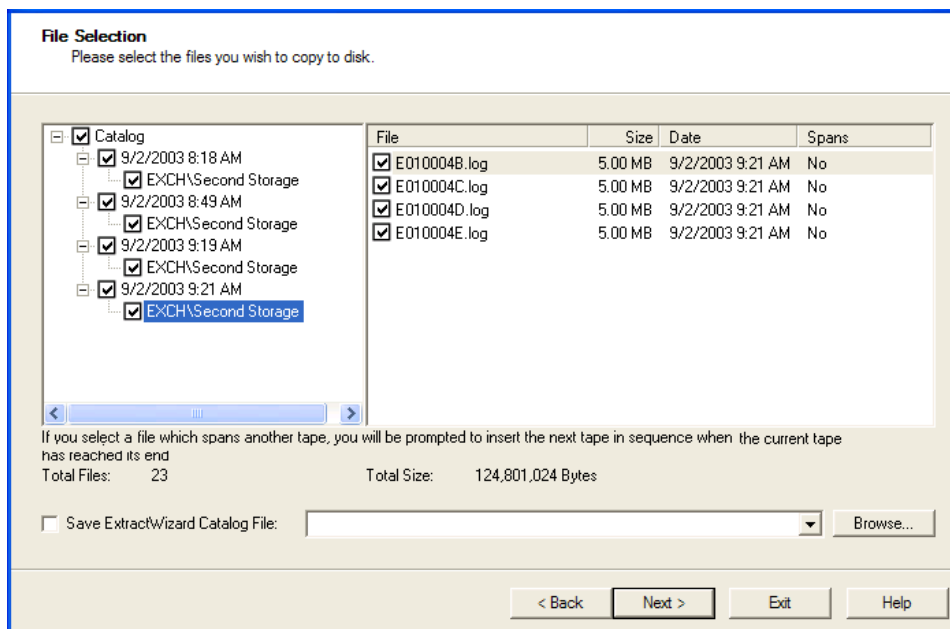 File Selection
Please select the files you wish to copy to disk.
Catalog
9/2/2003 8:18 AM
EXCH\Second Storage
9/2/2003 8:49 AM
EXCH\Second Storage
9/2/2003 9:19 AM
EXCH\Second Storage
9/2/2003 9:21 AM
EXCH\Second Storage
File Size Date Spans
E010004B.log 5.00 MB 9/2/2003 9:21 AM No
E010004C.log 5.00 MB 9/2/2003 9:21 AM No
E010004D.log 5.00 MB 9/2/2003 9:21 AM No
E010004E.log 5.00 MB 9/2/2003 9:21 AM No
If you select a file which spans another tape, you will be prompted to insert the next tape in sequence when the current tape
has reached its end
Total Files: 23 Total Size: 124,801,024 Bytes
Save ExtractWizard Catalog File: Browse...
< Back Next > Exit Help